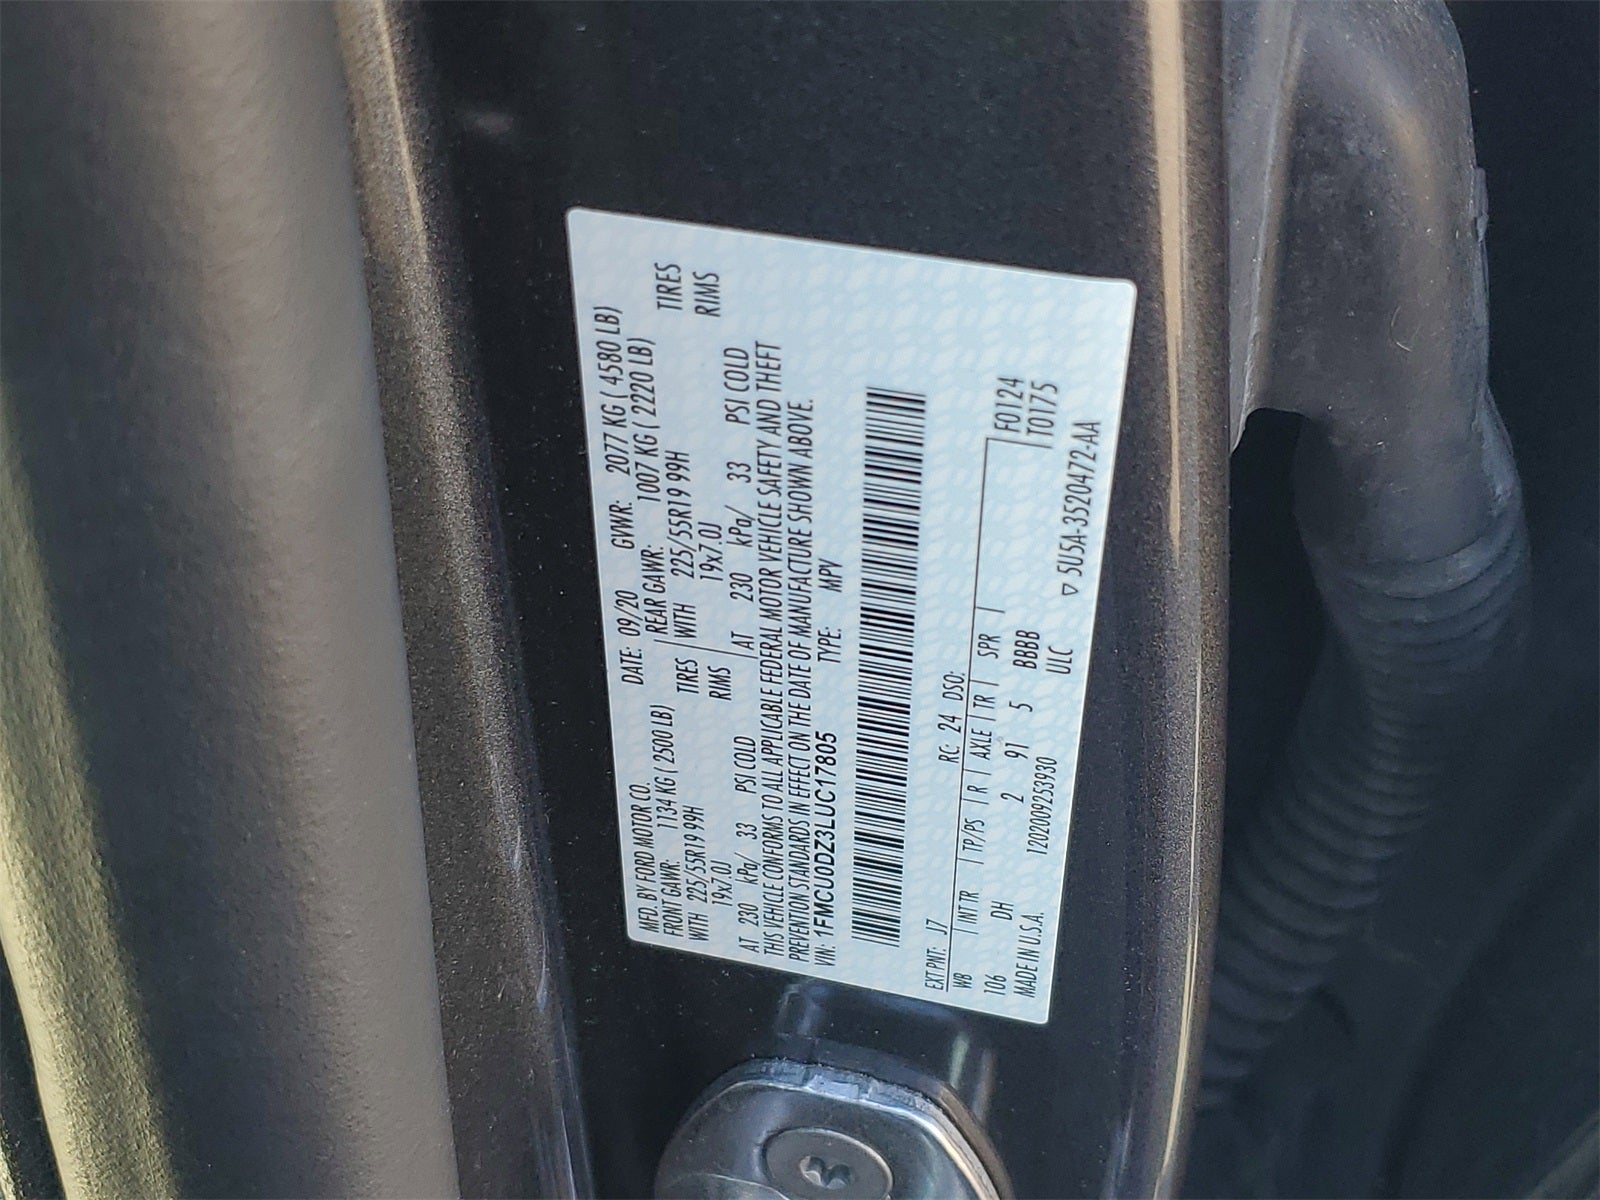 MFD. BY FORD MOTOR CO.
DATE: 09/20 GVWR: 2077 KG ( 4580 LB)
FRONT GAWR: 1134 KG ( 2500 LB) REAR GAWR: 1007 KG ( 2220 LB)
WITH 225/55R19 99H TIRES WITH 225/55R19 99H TIRES
19x7.0J RIMS 19x7.0J RIMS
AT 230 kPa/ 33 PSI COLD AT 230 kPa/ 33 PSI COLD
THIS VEHICLE CONFORMS TO ALL APPLICABLE FEDERAL MOTOR VEHICLE SAFETY AND THEFT
PREVENTION STANDARDS IN EFFECT ON THE DATE OF MANUFACTURE SHOWN ABOVE.
VIN: 1FMCU0DZ3LUC17805 TYPE: MPV
EXT PNT: J7 RC: 24 DSO:
WB INT TR TP/PS R AXLE TR SPR F0124
106 DH 2 91 5 BBBB T0175
MADE IN U.S.A. 1202009253930 ULC
▽ 5U5A-3520472-AA